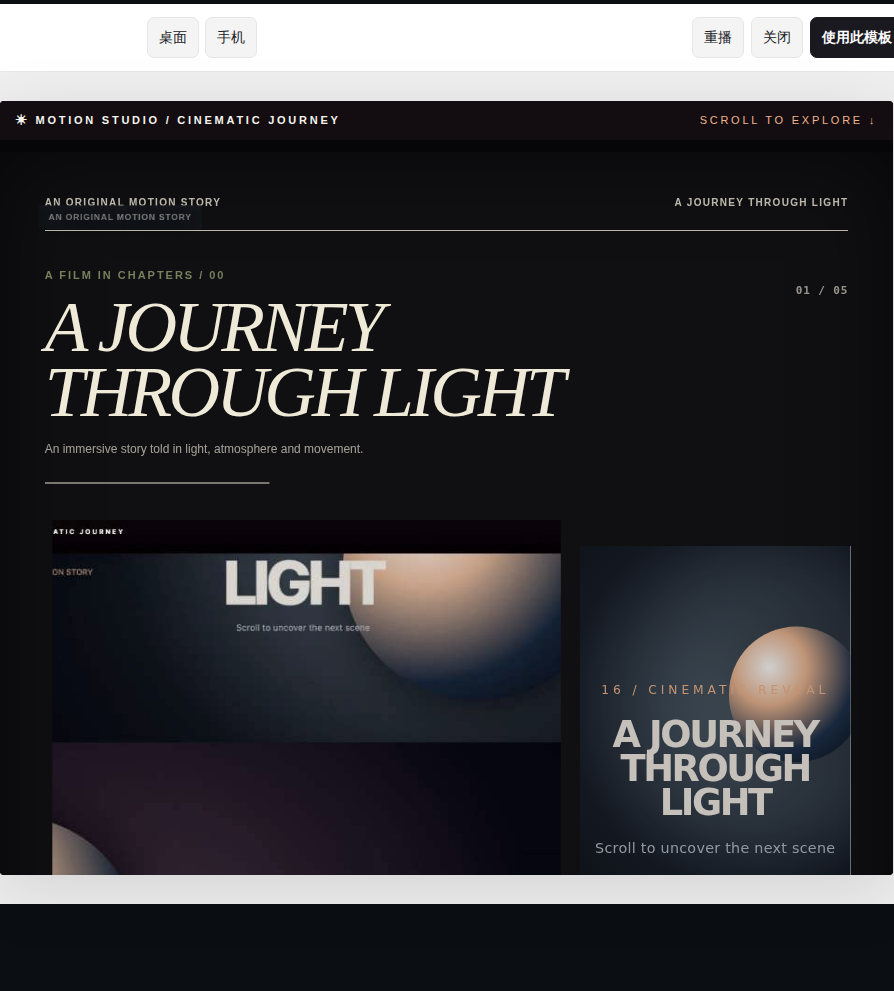 桌面 手机 重播 关闭 使用此模板
✴ MOTION STUDIO / CINEMATIC JOURNEY SCROLL TO EXPLORE ↓
AN ORIGINAL MOTION STORY A JOURNEY THROUGH LIGHT
AN ORIGINAL MOTION STORY
A FILM IN CHAPTERS / 00
01 / 05
A JOURNEY
THROUGH LIGHT
An immersive story told in light, atmosphere and movement.
ATIC JOURNEY
ON STORY
LIGHT
Scroll to uncover the next scene
16 / CINEMATIC REVEAL
A JOURNEY
THROUGH
LIGHT
Scroll to uncover the next scene